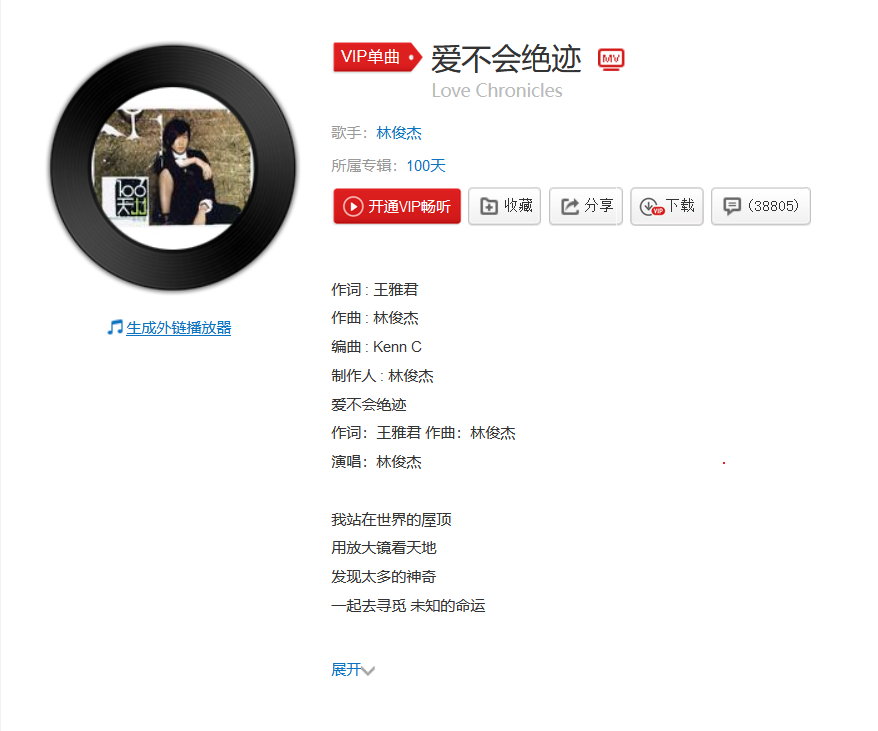 VIP单曲
爱不会绝迹
MV
Love Chronicles
歌手：林俊杰
所属专辑：100天
开通VIP畅听
收藏
分享
VIP
下载
(38805)
100
天
JJ
生成外链播放器
作词 : 王雅君
作曲 : 林俊杰
编曲 : Kenn C
制作人 : 林俊杰
爱不会绝迹
作词：王雅君 作曲：林俊杰
演唱：林俊杰
我站在世界的屋顶
用放大镜看天地
发现太多的神奇
一起去寻觅 未知的命运
展开